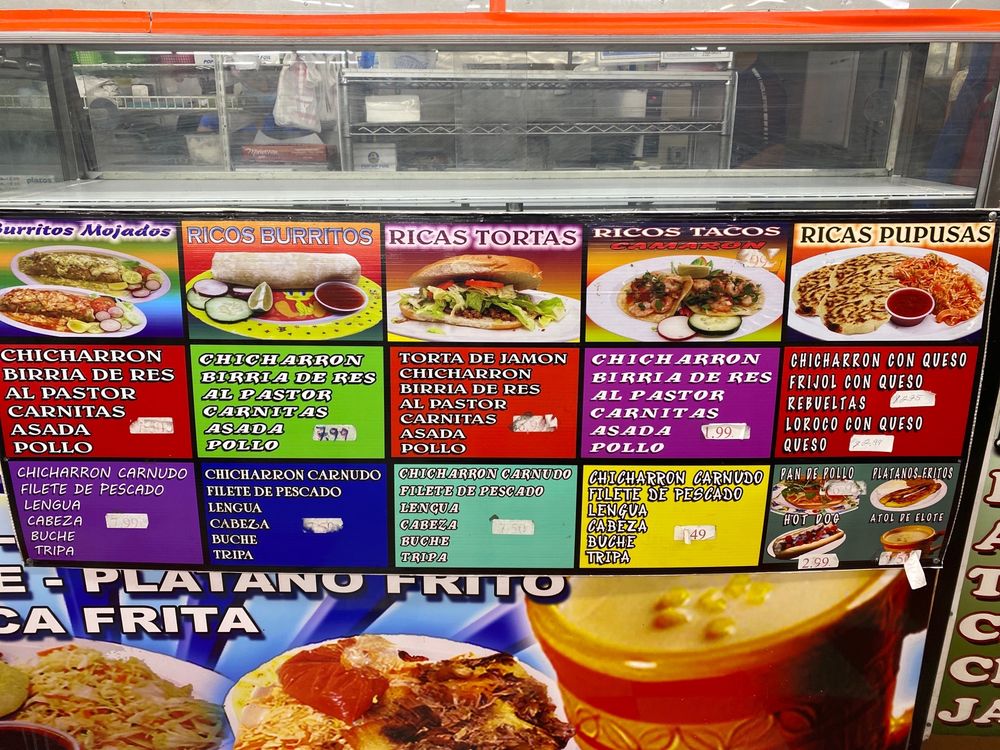 Burritos Mojados
CHICHARRON
BIRRIA DE RES
AL PASTOR
CARNITAS
ASADA
POLLO
CHICHARRON CARNUDO
FILETE DE PESCADO
LENGUA
CABEZA
BUCHE
TRIPA
7.99
RICOS BURRITOS
CHICHARRON
BIRRIA DE RES
AL PASTOR
CARNITAS
ASADA
POLLO
7.99
CHICHARRON CARNUDO
FILETE DE PESCADO
LENGUA
CABEZA
BUCHE
TRIPA
RICAS TORTAS
TORTA DE JAMON
CHICHARRON
BIRRIA DE RES
AL PASTOR
CARNITAS
ASADA
POLLO
CHICHARRON CARNUDO
FILETE DE PESCADO
LENGUA
CABEZA
BUCHE
TRIPA
7.50
RICOS TACOS
CAMARON
CHICHARRON
BIRRIA DE RES
AL PASTOR
CARNITAS
ASADA
POLLO
1.99
CHICHARRON CARNUDO
FILETE DE PESCADO
LENGUA
CABEZA
BUCHE
TRIPA
49
RICAS PUPUSAS
CHICHARRON CON QUESO
FRIJOL CON QUESO
REBUELTAS
LOROCO CON QUESO
QUESO
PAN DE POLLO
PLATANOS FRITOS
HOT DOG
ATOL DE ELOTE
2.99
E - PLATANO FRITO
CA FRITA